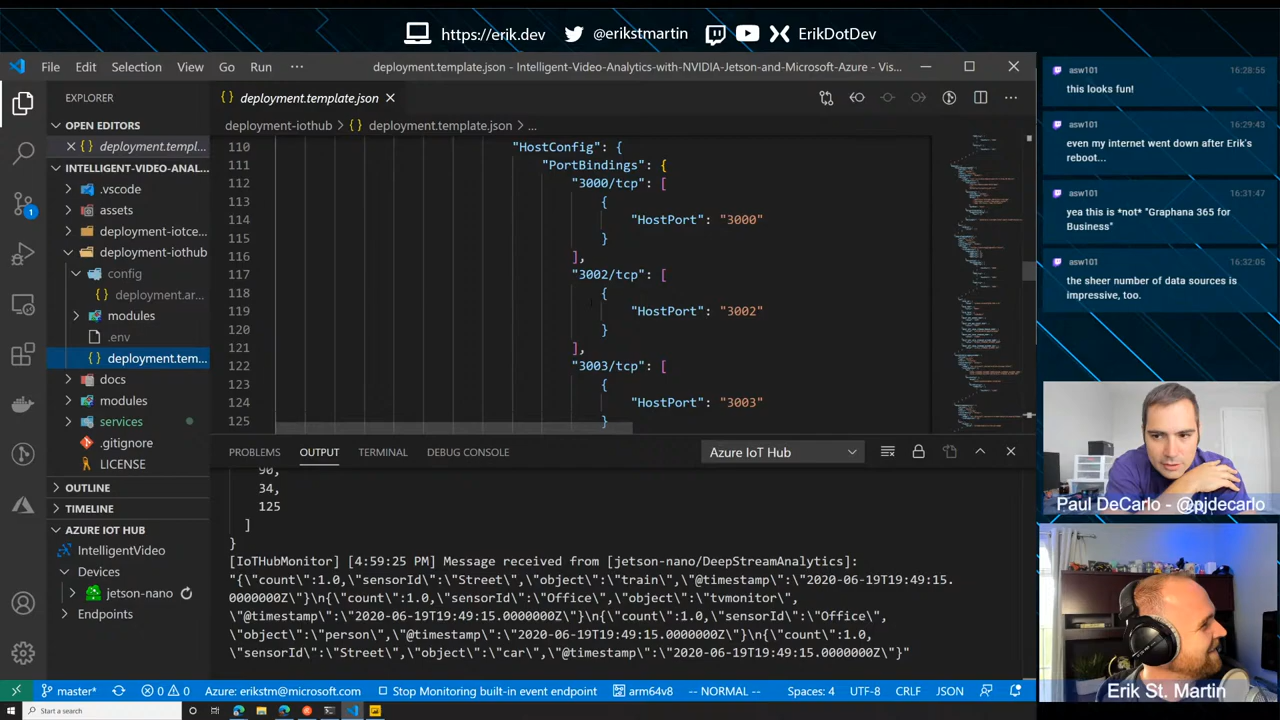 https://erik.dev
@erikstmartin
ErikDotDev
File
Edit
Selection
View
Go
Run
···
deployment.template.json - Intelligent-Video-Analytics-with-NVIDIA-Jetson-and-Microsoft-Azure - Vis...
EXPLORER
OPEN EDITORS
deployment.templ...
INTELLIGENT-VIDEO-ANAL...
.vscode
assets
deployment-iotce...
deployment-iothub
config
deployment.ar...
modules
.env
deployment.tem...
docs
modules
services
.gitignore
LICENSE
OUTLINE
TIMELINE
AZURE IOT HUB
IntelligentVideo
Devices
jetson-nano
Endpoints
{} deployment.template.json
deployment-iothub > {} deployment.template.json > ...
110 "HostConfig": {
111 "PortBindings": {
112 "3000/tcp": [
113 {
114 "HostPort": "3000"
115 }
116 ],
117 "3002/tcp": [
118 {
119 "HostPort": "3002"
120 }
121 ],
122 "3003/tcp": [
123 {
124 "HostPort": "3003"
125 }
PROBLEMS
OUTPUT
TERMINAL
DEBUG CONSOLE
Azure IoT Hub
90,
34,
125
]
}
[IoTHubMonitor] [4:59:25 PM] Message received from [jetson-nano/DeepStreamAnalytics]:
"{\"count\":1.0,\"sensorId\":\"Street\",\"object\":\"train\",\"@timestamp\":\"2020-06-19T19:49:15.
0000000Z\"}\n{\"count\":1.0,\"sensorId\":\"Office\",\"object\":\"tvmonitor\",
\"@timestamp\":\"2020-06-19T19:49:15.0000000Z\"}\n{\"count\":1.0,\"sensorId\":\"Office\",
\"object\":\"person\",\"@timestamp\":\"2020-06-19T19:49:15.0000000Z\"}\n{\"count\":1.0,
\"sensorId\":\"Street\",\"object\":\"car\",\"@timestamp\":\"2020-06-19T19:49:15.0000000Z\"}"
master*
0
0
Azure: erikstm@microsoft.com
Stop Monitoring built-in event endpoint
arm64v8
-- NORMAL --
Spaces: 4
UTF-8
CRLF
JSON
Start a search
asw101 16:28:55
this looks fun!
asw101 16:29:43
even my internet went down after Erik's
reboot...
asw101 16:31:47
yea this is *not* "Graphana 365 for
Business"
asw101 16:32:05
the sheer number of data sources is
impressive, too.
Paul DeCarlo - @pjdecarlo
Erik St. Martin